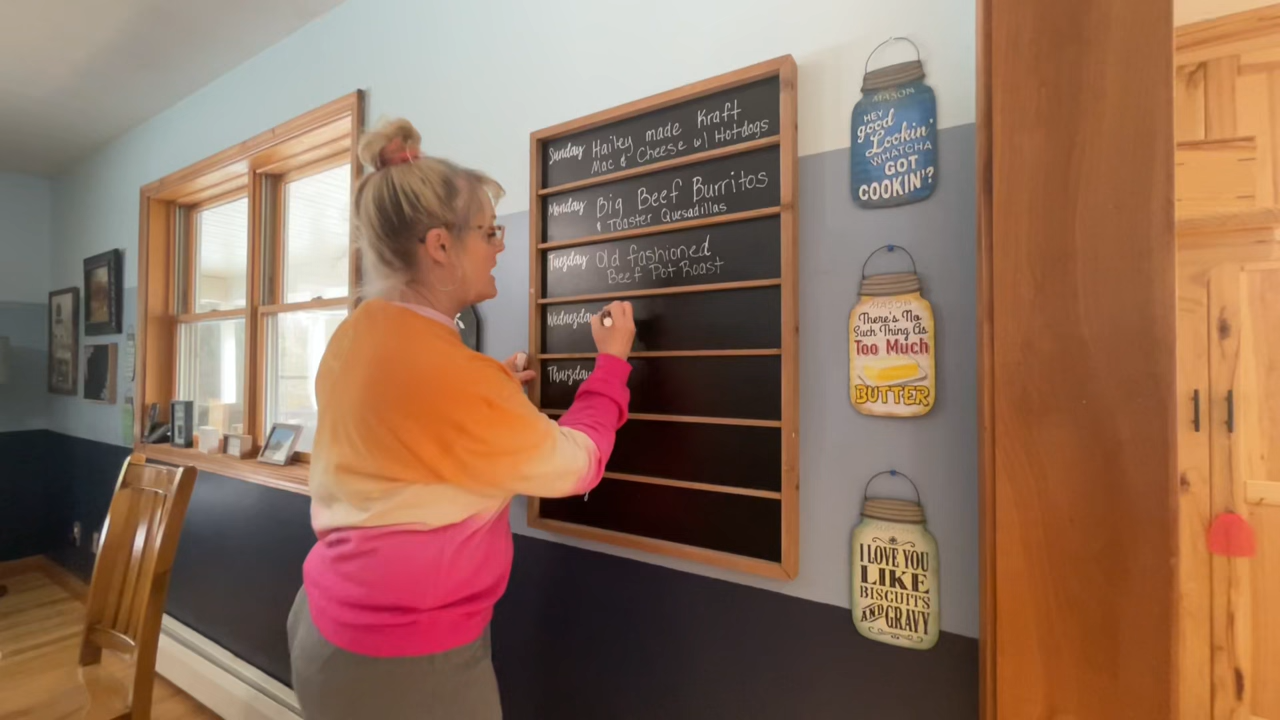 Sunday Hailey made Kraft
Mac & Cheese w/ Hotdogs
Monday Big Beef Burritos
& Toaster Quesadillas
Tuesday Old fashioned
Beef Pot Roast
Wednesday
Thursday
MASON
HEY
good
Lookin'
WHATCHA
GOT
COOKIN'?
MASON
There's No
Such Thing As
Too Much
BUTTER
I LOVE YOU
LIKE
BISCUITS
AND GRAVY